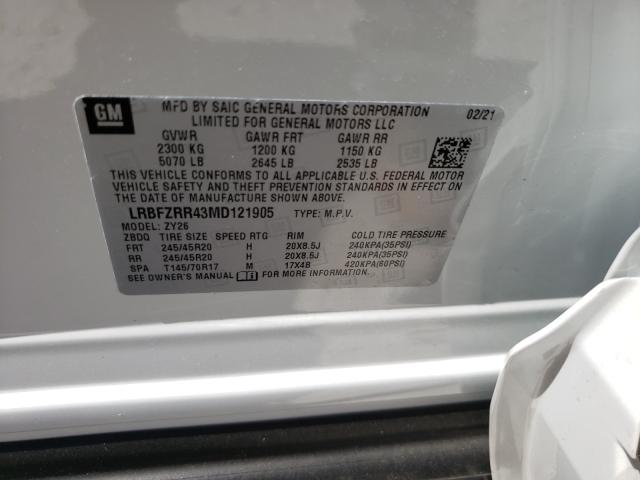 GM
MFD BY SAIC GENERAL MOTORS CORPORATION 02/21
LIMITED FOR GENERAL MOTORS LLC
GVWR GAWR FRT GAWR RR
2300 KG 1200 KG 1150 KG
5070 LB 2645 LB 2535 LB
THIS VEHICLE CONFORMS TO ALL APPLICABLE U.S. FEDERAL MOTOR
VEHICLE SAFETY AND THEFT PREVENTION STANDARDS IN EFFECT ON
THE DATE OF MANUFACTURE SHOWN ABOVE.
LRBFZRR43MD121905 TYPE: M.P.V.
MODEL: ZY26
ZBDQ TIRE SIZE SPEED RTG RIM COLD TIRE PRESSURE
FRT 245/45R20 H 20X8.5J 240KPA(35PSI)
RR 245/45R20 H 20X8.5J 240KPA(35PSI)
SPA T145/70R17 M 17X4B 420KPA(60PSI)
SEE OWNER'S MANUAL FOR MORE INFORMATION